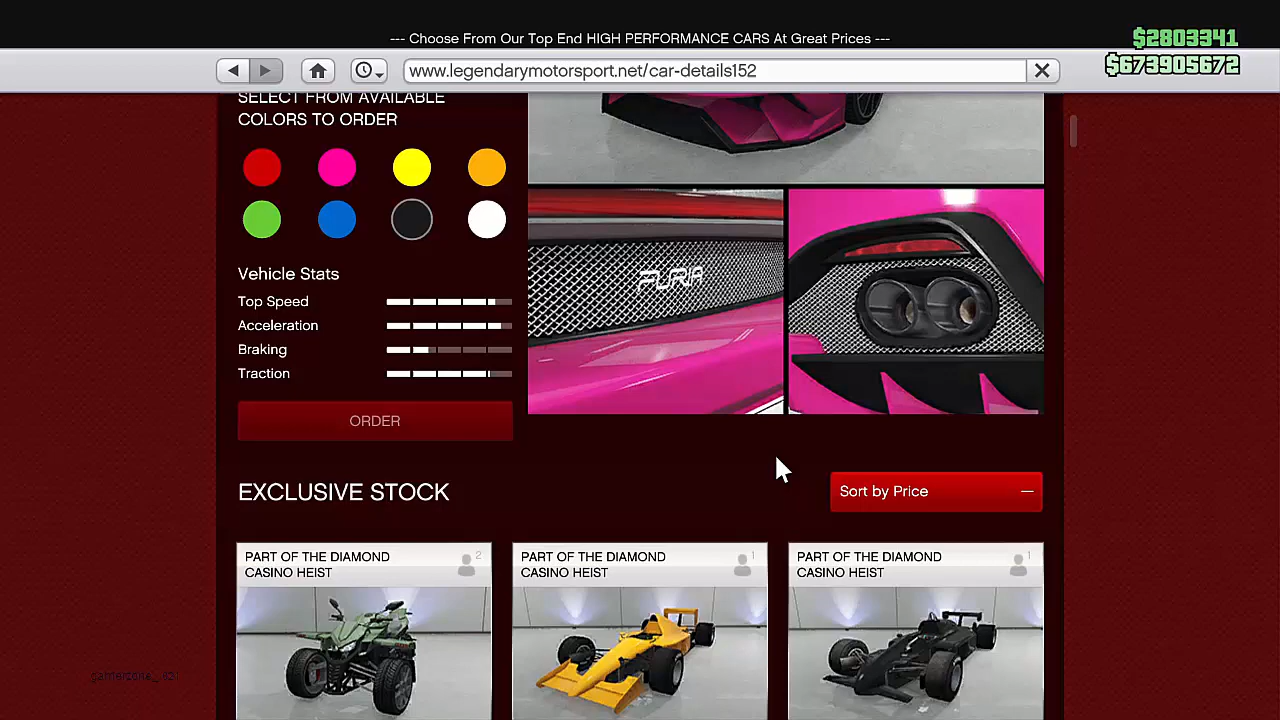 --- Choose From Our Top End HIGH PERFORMANCE CARS At Great Prices ---
$2803341
$673905672
www.legendarymotorsport.net/car-details152
SELECT FROM AVAILABLE
COLORS TO ORDER
Vehicle Stats
Top Speed
Acceleration
Braking
Traction
ORDER
FURIA
EXCLUSIVE STOCK
Sort by Price
PART OF THE DIAMOND
CASINO HEIST
2
PART OF THE DIAMOND
CASINO HEIST
1
PART OF THE DIAMOND
CASINO HEIST
1